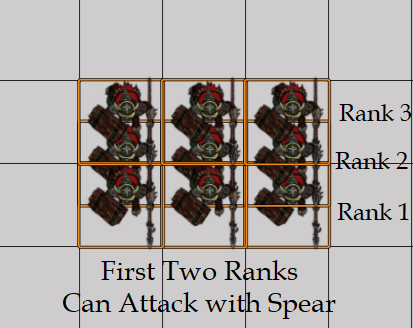 Rank 3
Rank 2
Rank 1
First Two Ranks
Can Attack with Spear